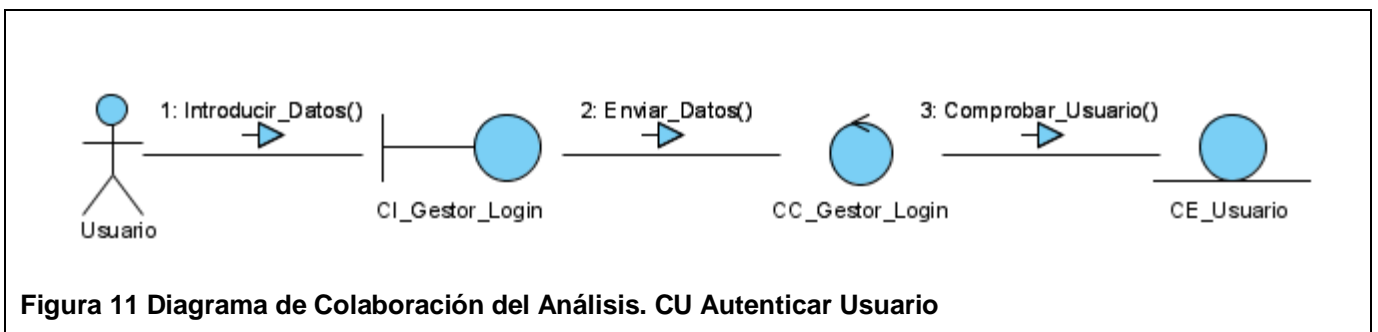 1: Introducir_Datos()
2: Enviar_Datos()
3: Comprobar_Usuario()
Usuario
CI_Gestor_Login
CC_Gestor_Login
CE_Usuario
Figura 11 Diagrama de Colaboración del Análisis. CU Autenticar Usuario